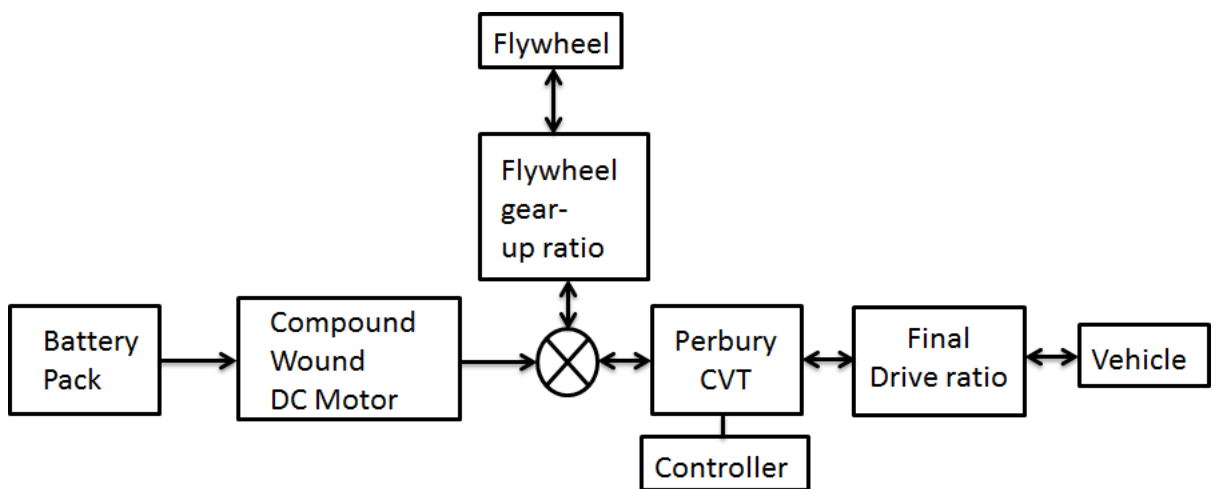 Flywheel
Flywheel
gear-
up ratio
Battery
Pack
Compound
Wound
DC Motor
Perbury
CVT
Final
Drive ratio
Vehicle
Controller